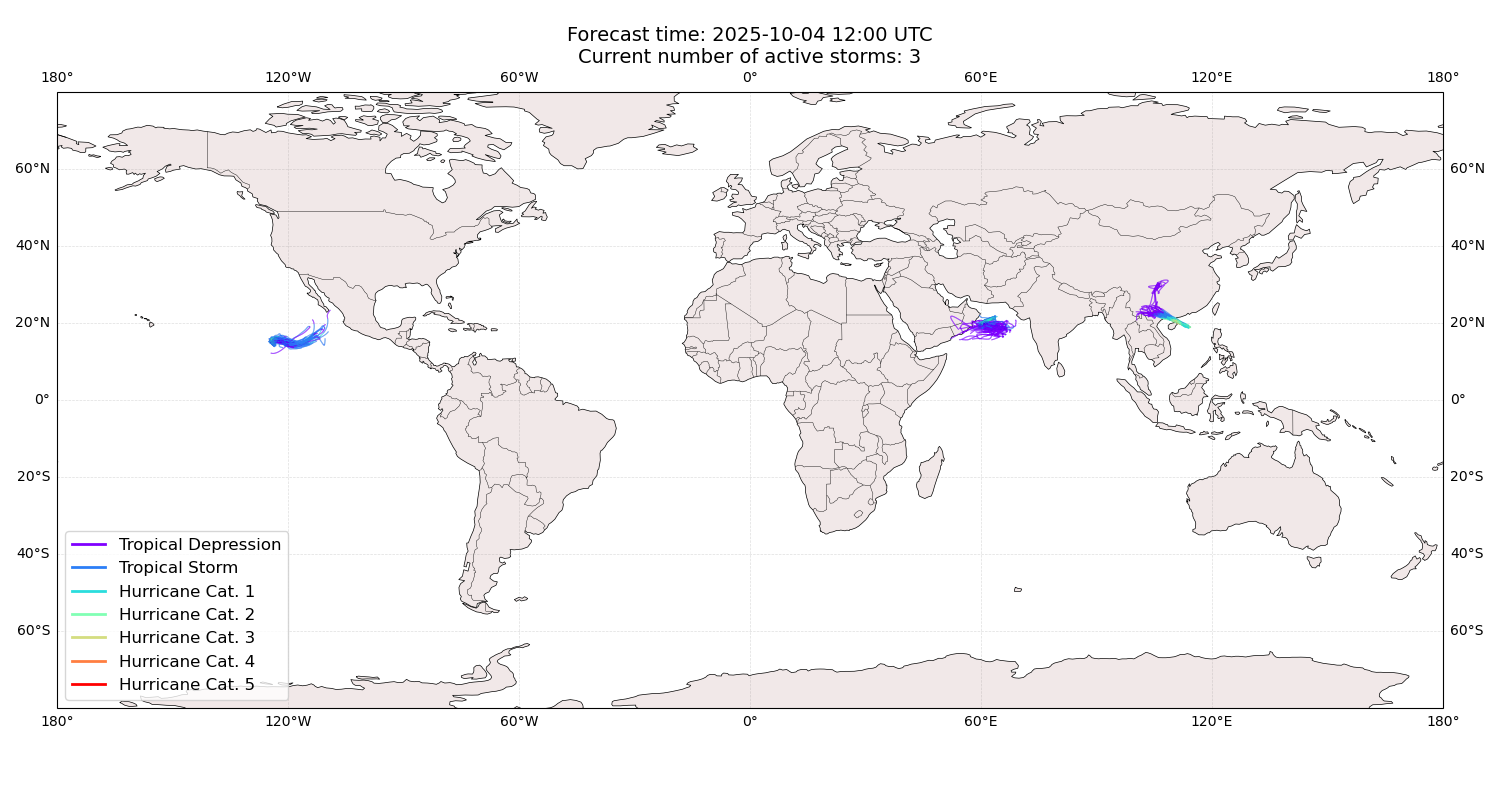 Forecast time: 2025-10-04 12:00 UTC
Current number of active storms: 3
180° 120°W 60°W 0° 60°E 120°E 180°
60°N 60°N
40°N 40°N
20°N 20°N
0° 0°
20°S 20°S
40°S 40°S
60°S 60°S
Tropical Depression
Tropical Storm
Hurricane Cat. 1
Hurricane Cat. 2
Hurricane Cat. 3
Hurricane Cat. 4
Hurricane Cat. 5
180° 120°W 60°W 0° 60°E 120°E 180°